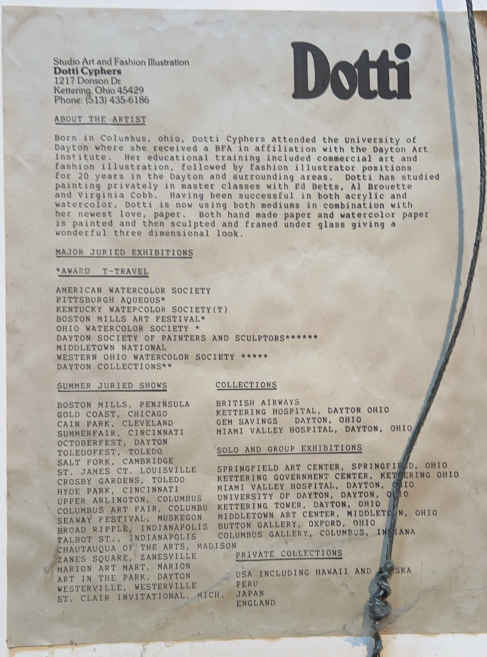 Studio Art and Fashion Illustration
Dotti Cyphers
1217 Donson Dr.
Kettering, Ohio 45429
Phone: (513) 435-6186
Dotti
ABOUT THE ARTIST
Born in Columbus, ohio, Dotti Cyphers attended the University of
Dayton where she received a BFA in affiliation with the Dayton Art
Institute. Her educational training included commercial art and
fashion illustration, followed by fashion illustrator positions
for 20 years in the Dayton and surrounding areas. Dotti has studied
painting privately in master classes with Ed Betts, Al Brouette
and Virginia Cobb. Having been successful in both acrylic and
watercolor, Dotti is now using both mediums in combination with
her newest love, paper. Both hand made paper and watercolor paper
is painted and then sculpted and framed under glass giving a
wonderful three dimensional look.
MAJOR JURIED EXHIBITIONS
*AWARD T-TRAVEL
AMERICAN WATERCOLOR SOCIETY
PITTSBURGH AQUEOUS*
KENTUCKY WATERCOLOR SOCIETY(T)
BOSTON MILLS ART FESTIVAL*
OHIO WATERCOLOR SOCIETY *
DAYTON SOCIETY OF PAINTERS AND SCULPTORS******
MIDDLETOWN NATIONAL
WESTERN OHIO WATERCOLOR SOCIETY *****
DAYTON COLLECTIONS**
SUMMER JURIED SHOWS
BOSTON MILLS, PENINSULA
GOLD COAST, CHICAGO
CAIN PARK, CLEVELAND
SUMMERFAIR, CINCINNATI
OCTOBERFEST, DAYTON
TOLEDOFEST, TOLEDO
SALT FORK, CAMBRIDGE
ST. JAMES CT. LOUISVILLE
CROSBY GARDENS, TOLEDO
HYDE PARK, CINCINNATI
UPPER ARLINGTON, COLUMBUS
COLUMBUS ART FAIR, COLUMBU
SEAWAY FESTIVAL, MUSKEGON
BROAD RIPPLE, INDIANAPOLIS
TALBOT ST., INDIANAPOLIS
CHAUTAUQUA OF THE ARTS, MADISON
ZANES SQUARE, ZANESVILLE
MARION ART MART, MARION
ART IN THE PARK, DAYTON
WESTERVILLE, WESTERVILLE
ST. CLAIR INVITATIONAL, MICH.
COLLECTIONS
BRITISH AIRWAYS
KETTERING HOSPITAL, DAYTON OHIO
GEM SAVINGS DAYTON, OHIO
MIAMI VALLEY HOSPITAL, DAYTON, OHIO
SOLO AND GROUP EXHIBITIONS
SPRINGFIELD ART CENTER, SPRINGFIELD, OHIO
KETTERING GOVERNMENT CENTER, KETTERING OHIO
MIAMI VALLEY HOSPITAL, DAYTON, OHIO
UNIVERSITY OF DAYTON, DAYTON, OHIO
KETTERING TOWER, DAYTON, OHIO
MIDDLETOWN ART CENTER, MIDDLETOWN, OHIO
BUTTON GALLERY, OXFORD, OHIO
COLUMBUS GALLERY, COLUMBUS, INDIANA
PRIVATE COLLECTIONS
USA INCLUDING HAWAII AND ALASKA
PERU
JAPAN
ENGLAND